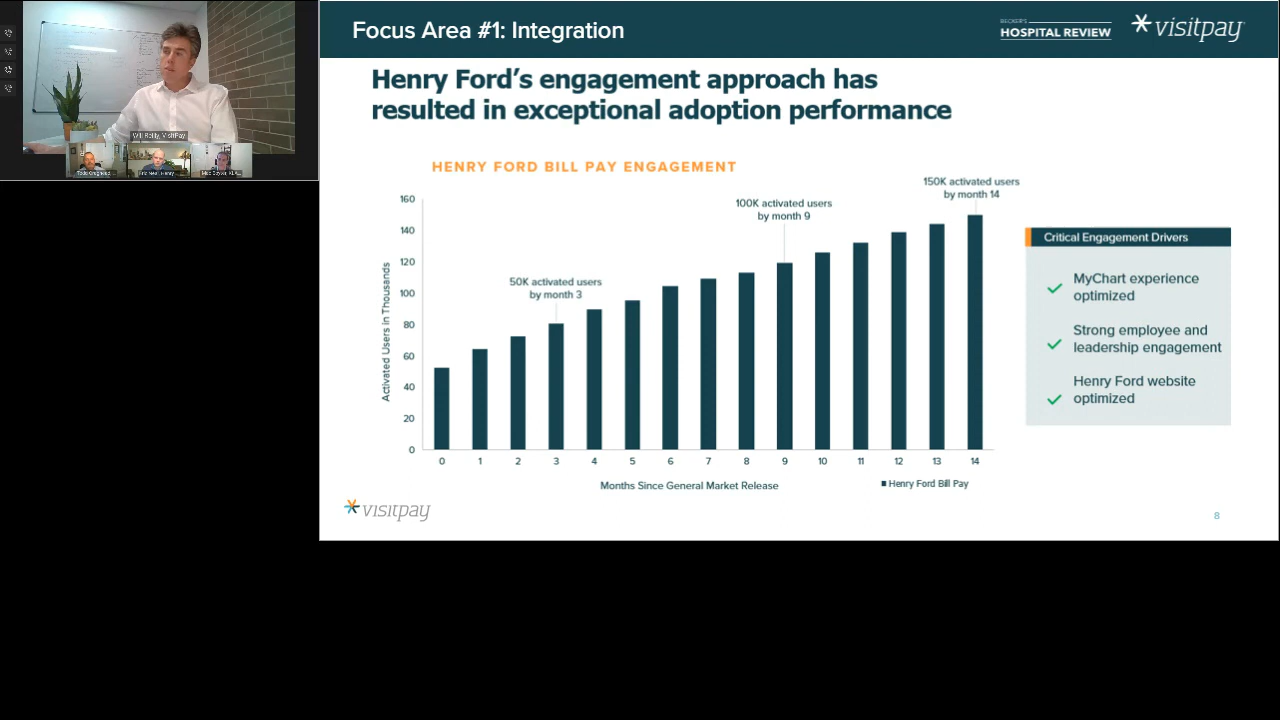 Will Reilly, VisitPay
Focus Area #1: Integration
BECKER'S
HOSPITAL REVIEW
visitpay
Henry Ford's engagement approach has
resulted in exceptional adoption performance
HENRY FORD BILL PAY ENGAGEMENT
Activated Users in Thousands
160
140
120
100
80
60
40
20
0
50K activated users
by month 3
100K activated users
by month 9
150K activated users
by month 14
0 1 2 3 4 5 6 7 8 9 10 11 12 13 14
Months Since General Market Release
Henry Ford Bill Pay
Critical Engagement Drivers
MyChart experience
optimized
Strong employee and
leadership engagement
Henry Ford website
optimized
visitpay
8